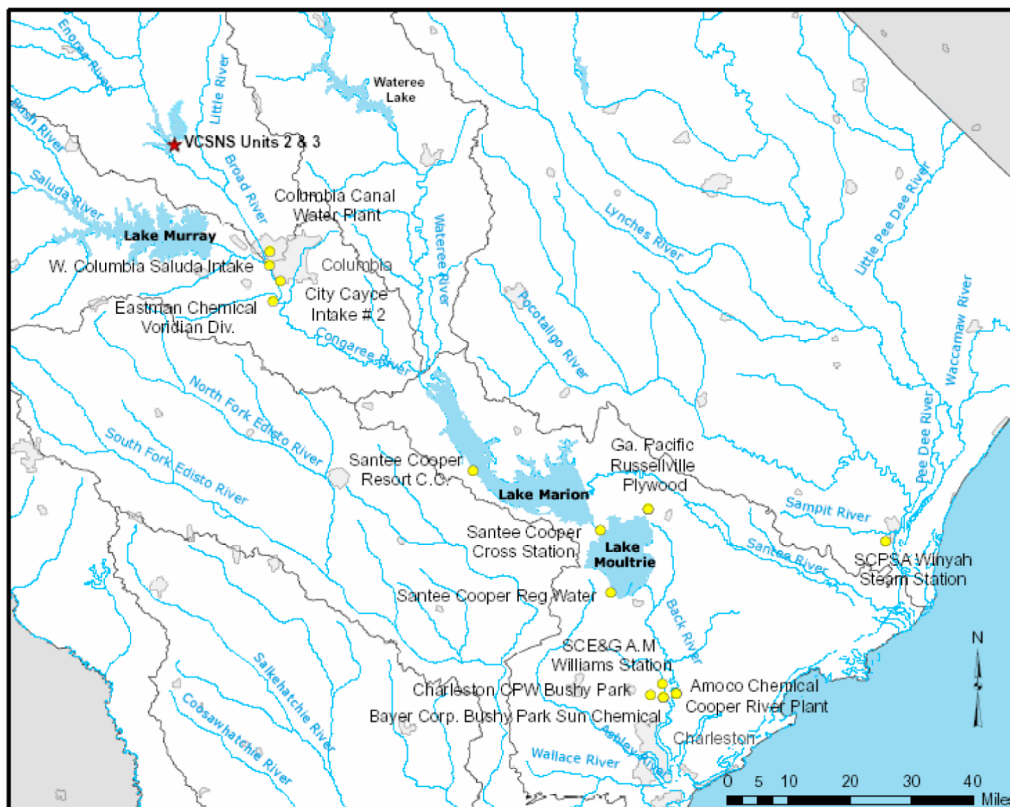 Enoree River
Little River
Wateree
Lake
Bush River
VCSNS Units 2 & 3
Saluda River
Broad River
Columbia Canal
Water Plant
Lake Murray
Wateree River
Lynches River
Little Pee Dee River
W. Columbia Saluda Intake
Columbia
Eastman Chemical
Voridian Div.
City Cayce
Intake # 2
Pocotaligo River
Waccamaw River
Congaree River
North Fork Edisto River
South Fork Edisto River
Pee Dee River
Santee Cooper
Resort C.C.
Ga. Pacific
Russellville
Plywood
Lake Marion
Sampit River
Santee Cooper
Cross Station
Lake
Moultrie
Santee River
SCPSA Winyah
Steam Station
Santee Cooper Reg Water
Back River
SCE&G A.M
Williams Station
Salkehatchie River
Charleston CPW Bushy Park
Amoco Chemical
Cooper River Plant
Coosawhatchie River
Bayer Corp. Bushy Park Sun Chemical
Ashley River
Charleston
Wallace River
N
0 5 10 20 30 40
Miles